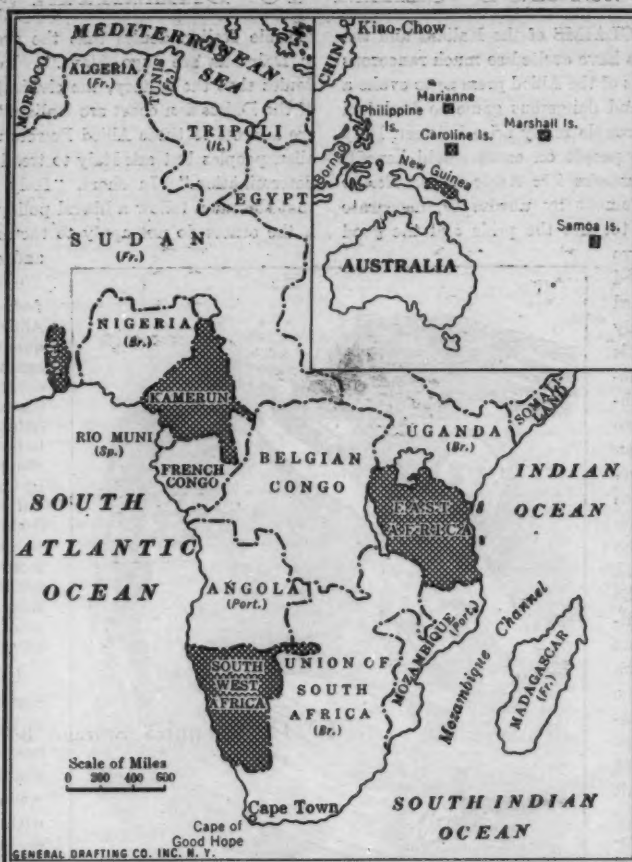 MEDITERRANEAN
SEA
MORROCO
ALGERIA
(Fr.)
TUNIS
(Fr.)
TRIPOLI
(It.)
EGYPT
SUDAN
(Fr.)
Kiao-Chow
CHINA
Marianne
Philippine
Is.
Caroline Is.
Marshall Is.
Borneo
New Guinea
Samoa Is.
AUSTRALIA
NIGERIA
(Br.)
KAMERUN
RIO MUNI
(Sp.)
FRENCH
CONGO
BELGIAN
CONGO
UGANDA
(Br.)
SOMALI
LAND
EAST
AFRICA
INDIAN
OCEAN
SOUTH
ATLANTIC
OCEAN
ANGOLA
(Port.)
SOUTH
WEST
AFRICA
UNION OF
SOUTH
AFRICA
(Br.)
MOZAMBIQUE
(Port.)
Mozambique Channel
MADAGASCAR
(Fr.)
Scale of Miles
0 200 400 600
Cape Town
Cape of
Good Hope
SOUTH INDIAN
OCEAN
GENERAL DRAFTING CO. INC. N. Y.